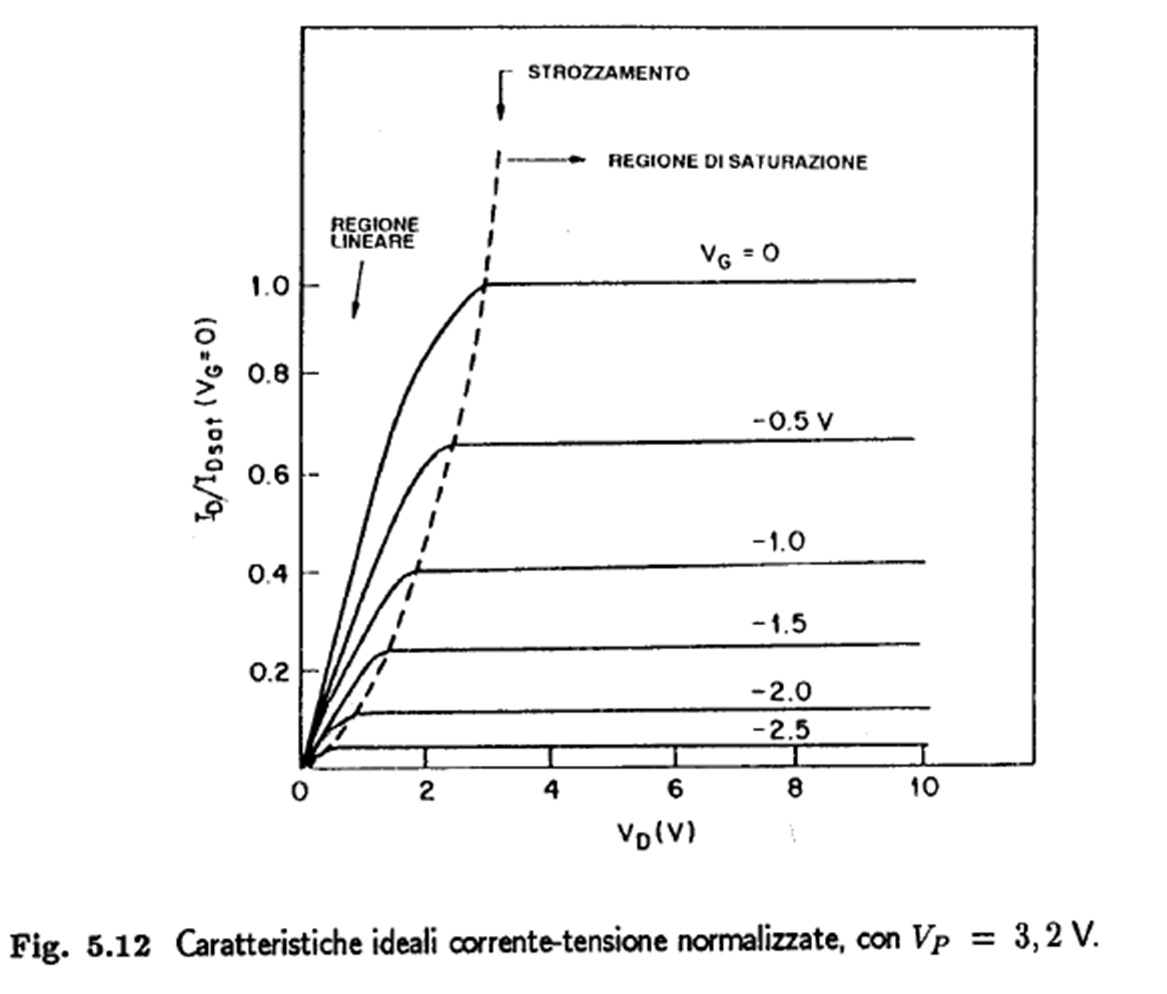 STROZZAMENTO
REGIONE DI SATURAZIONE
REGIONE
LINEARE
V_G = 0
1.0
0.8
-0.5 V
0.6
-1.0
0.4
-1.5
0.2
-2.0
-2.5
I_D/I_Dsat (V_G=0)
0 2 4 6 8 10
V_D(V)
Fig. 5.12 Caratteristiche ideali corrente-tensione normalizzate, con V_P = 3,2 V.